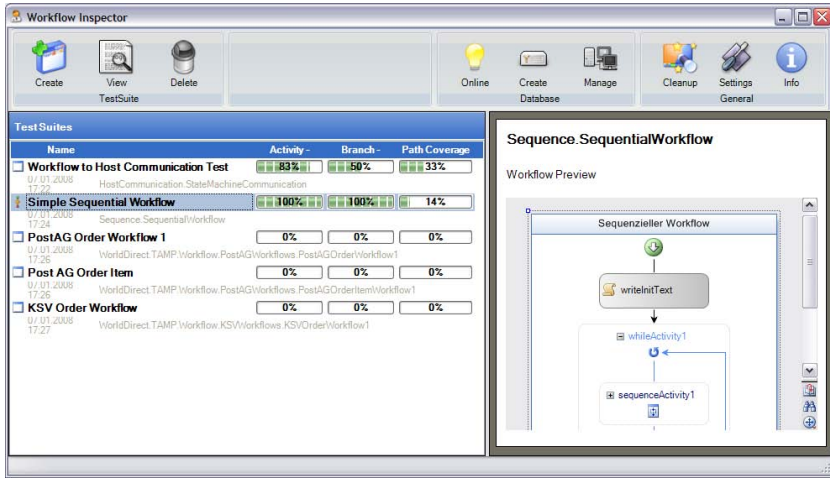 Workflow Inspector
Create View Delete
TestSuite
Online Create Manage
Database
Cleanup Settings Info
General
TestSuites
Name Activity - Branch - Path Coverage
Workflow to Host Communication Test 83% 50% 33%
07.01.2008
17:22 HostCommunication.StateMachineCommunication
Simple Sequential Workflow 100% 100% 14%
07.01.2008
17:24 Sequence.SequentialWorkflow
PostAG Order Workflow 1 0% 0% 0%
07.01.2008
17:26 WorldDirect.TAMP.Workflow.PostAGWorkflows.PostAGOrderWorkflow1
Post AG Order Item 0% 0% 0%
07.01.2008
17:26 WorldDirect.TAMP.Workflow.PostAGWorkflows.PostAGOrderItemWorkflow1
KSV Order Workflow 0% 0% 0%
07.01.2008
17:27 WorldDirect.TAMP.Workflow.KSVWorkflows.KSVOrderWorkflow1
Sequence.SequentialWorkflow
Workflow Preview
Sequenzieller Workflow
writeInitText
whileActivity1
sequenceActivity1